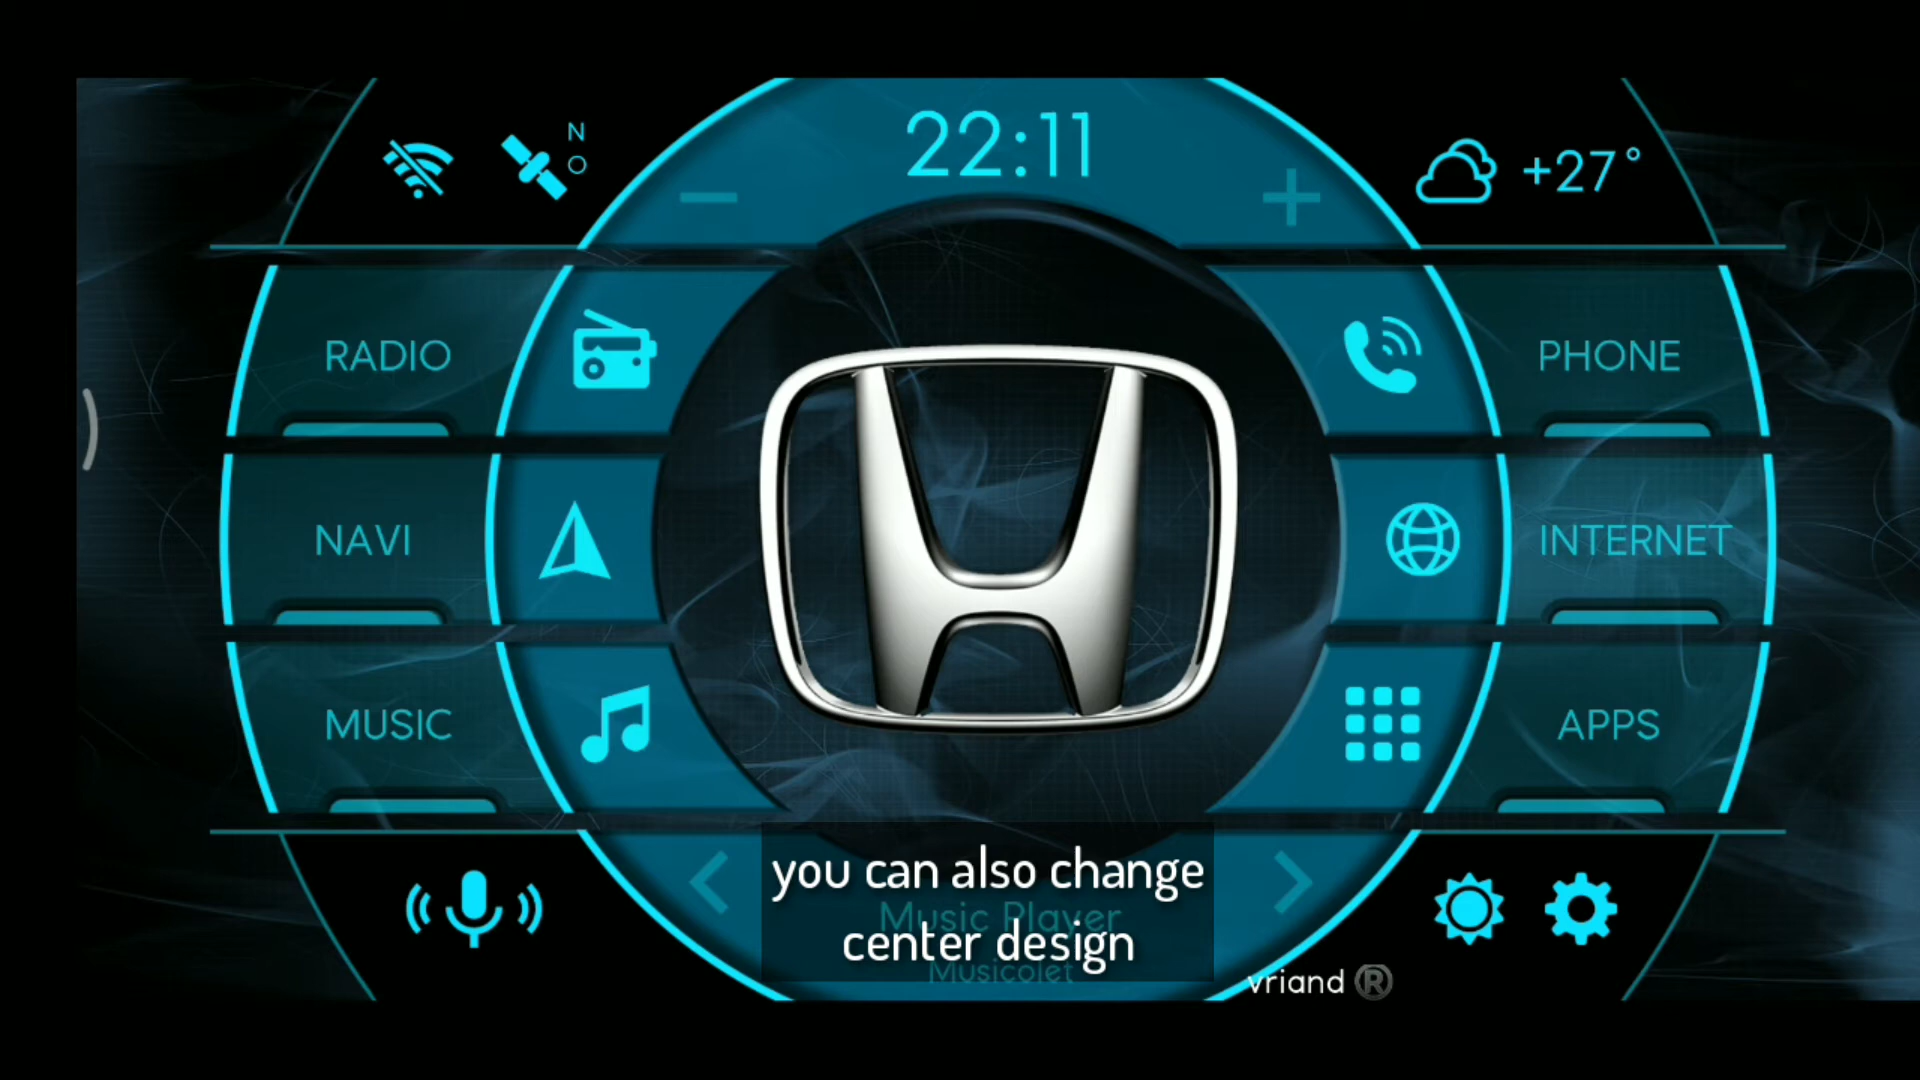 22:11
N
O
+27°
RADIO
PHONE
NAVI
INTERNET
MUSIC
APPS
you can also change
Music Player
center design
Musicolet
vriand ®